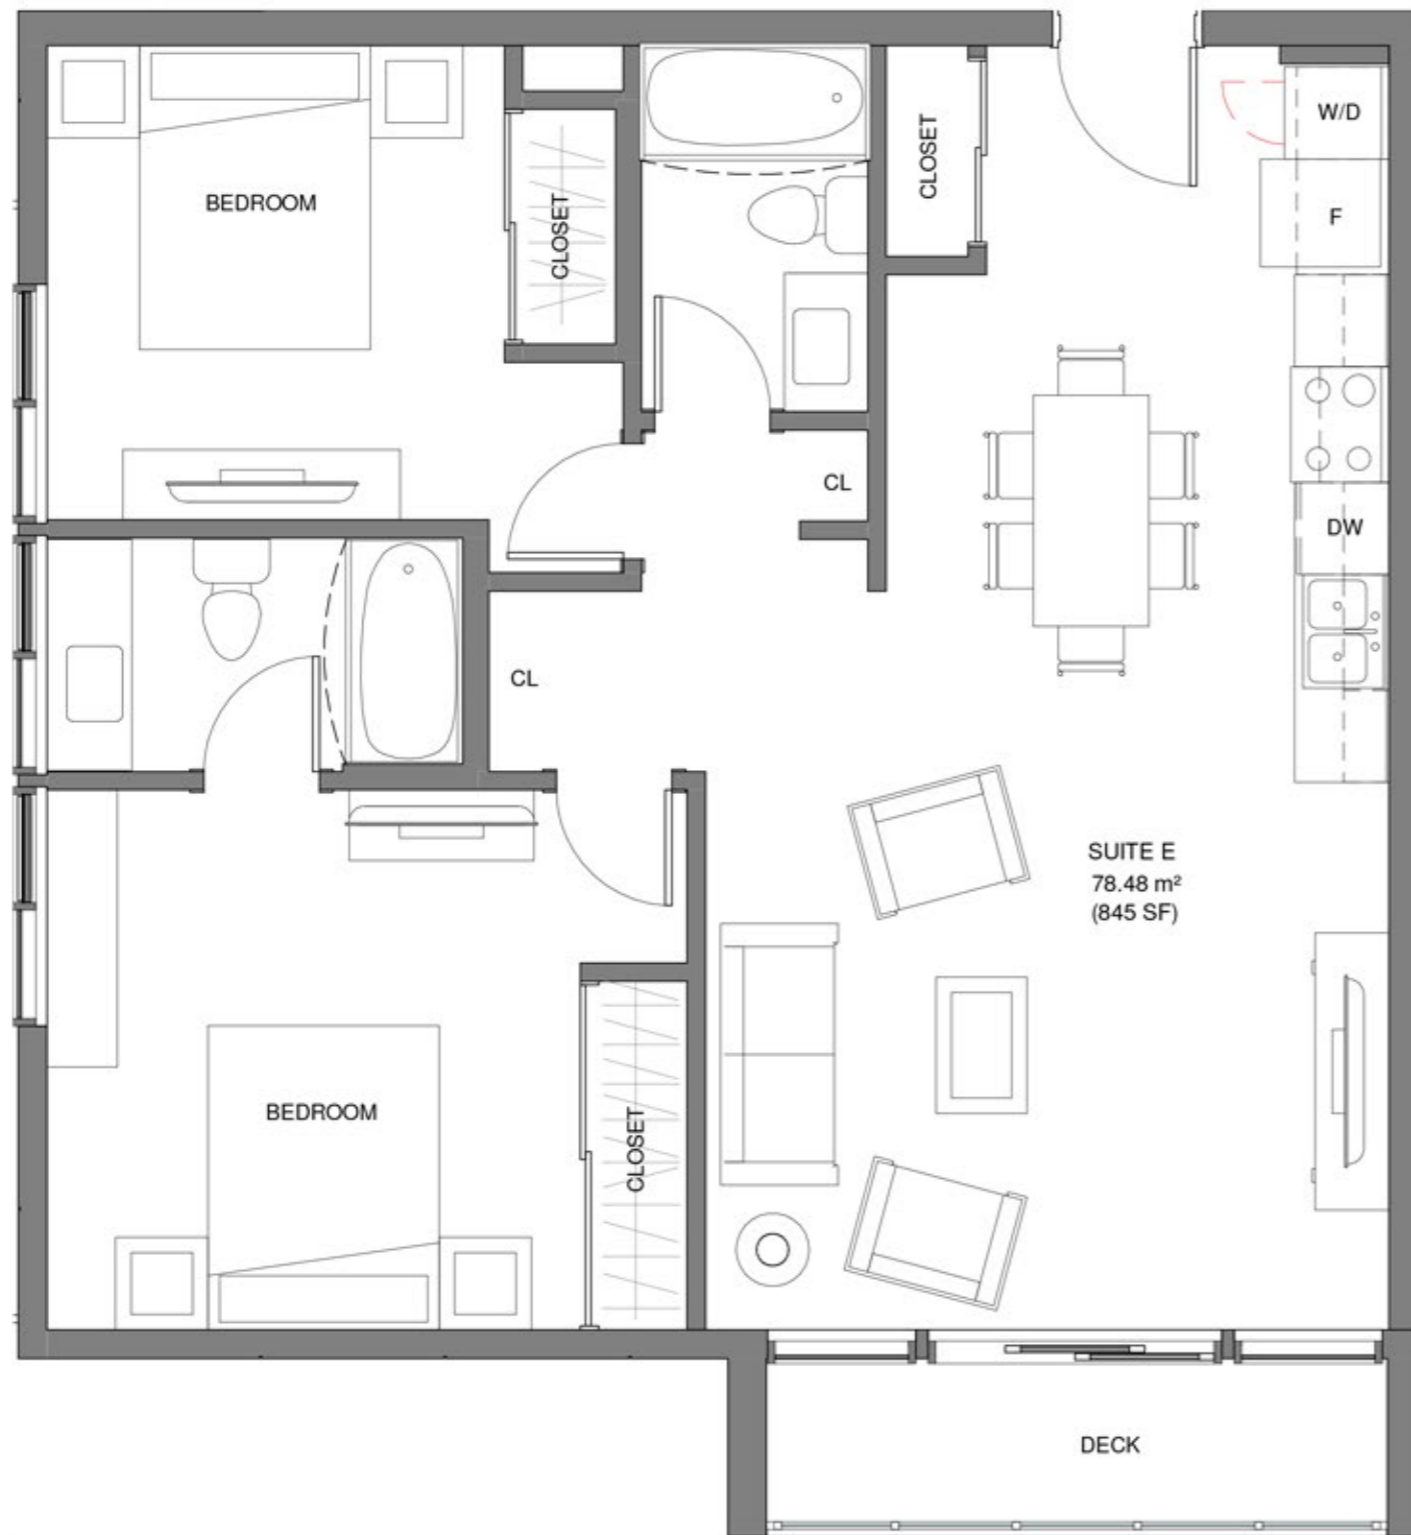 BEDROOM
CLOSET
CLOSET
W/D
F
CL
DW
CL
SUITE E
78.48 m²
(845 SF)
BEDROOM
CLOSET
DECK